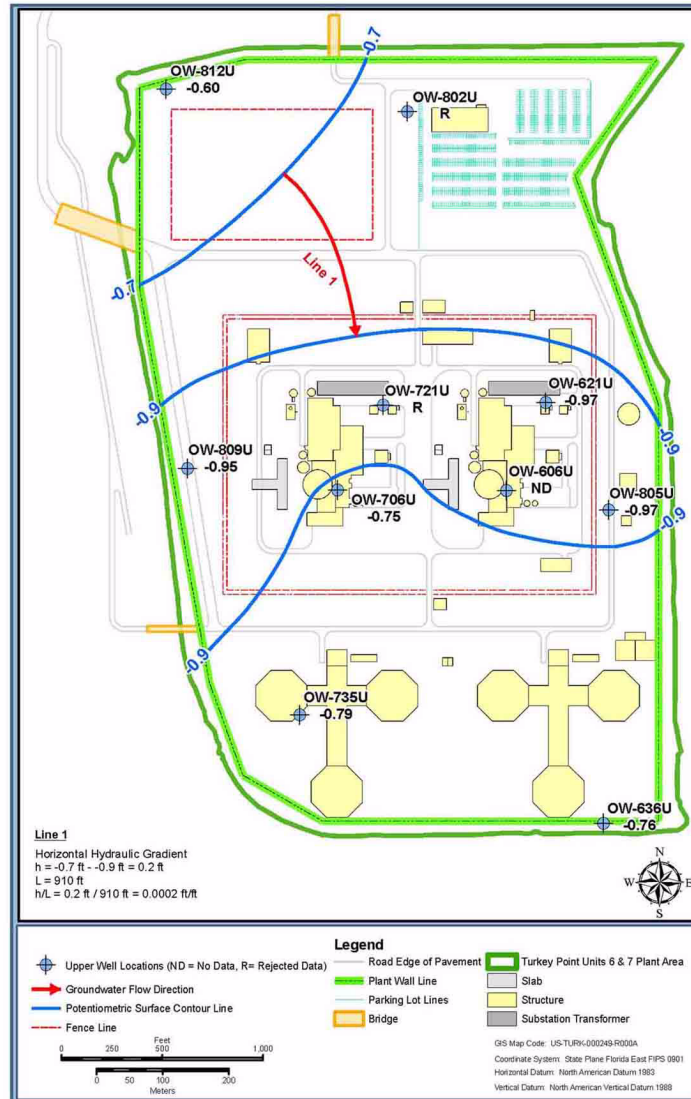 -0.7
OW-812U
-0.60
OW-802U
R
Line 1
-0.7
-0.9
OW-721U
R
OW-621U
-0.97
-0.9
OW-809U
-0.95
OW-706U
-0.75
OW-606U
ND
OW-805U
-0.97
-0.9
-0.9
OW-735U
-0.79
OW-636U
-0.76
Line 1
Horizontal Hydraulic Gradient
h = -0.7 ft - -0.9 ft = 0.2 ft
L = 910 ft
h/L = 0.2 ft / 910 ft = 0.0002 ft/ft
N
W
E
S
Legend
Upper Well Locations (ND = No Data, R= Rejected Data)
Groundwater Flow Direction
Potentiometric Surface Contour Line
Fence Line
Road Edge of Pavement
Plant Wall Line
Parking Lot Lines
Bridge
Turkey Point Units 6 & 7 Plant Area
Slab
Structure
Substation Transformer
Feet
0 250 500 1,000
0 50 100 200
Meters
GIS Map Code: US-TURK-000249-R000A
Coordinate System: State Plane Florida East FIPS 0901
Horizontal Datum: North American Datum 1983
Vertical Datum: North American Vertical Datum 1988